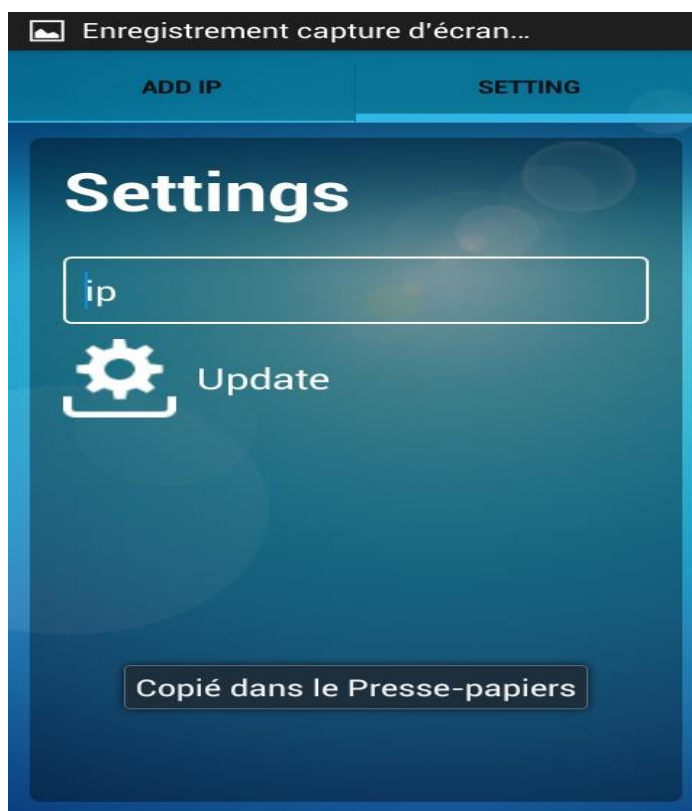 Enregistrement capture d'écran...
ADD IP SETTING
Settings
ip
Update
Copié dans le Presse-papiers